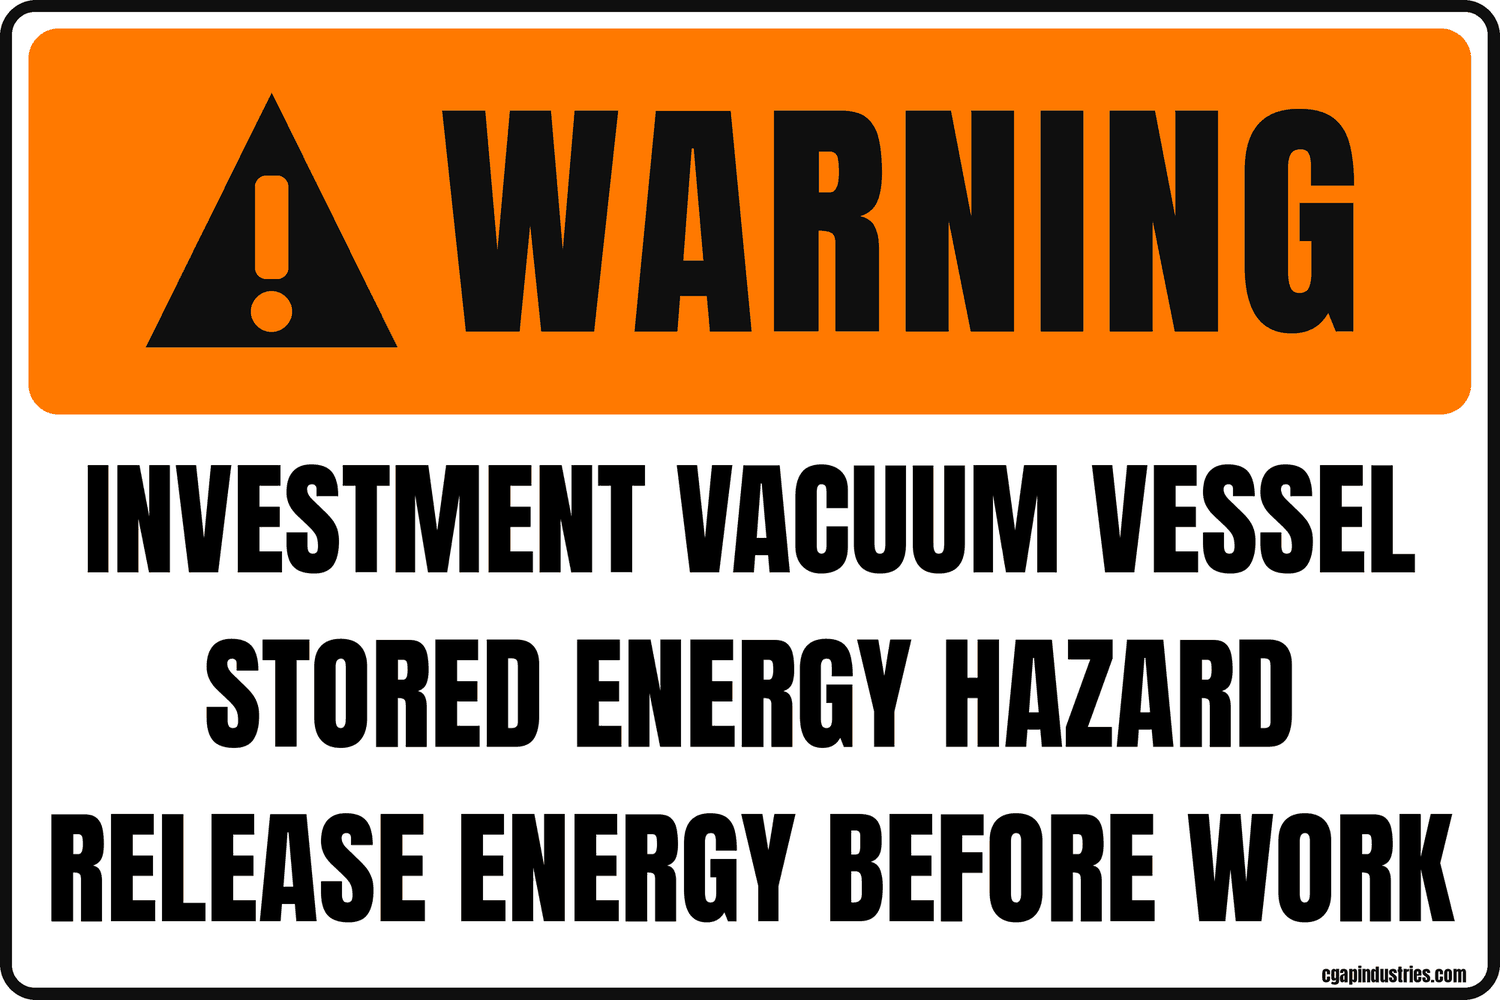 WARNING
INVESTMENT VACUUM VESSEL
STORED ENERGY HAZARD
RELEASE ENERGY BEFORE WORK
cgapindustries.com